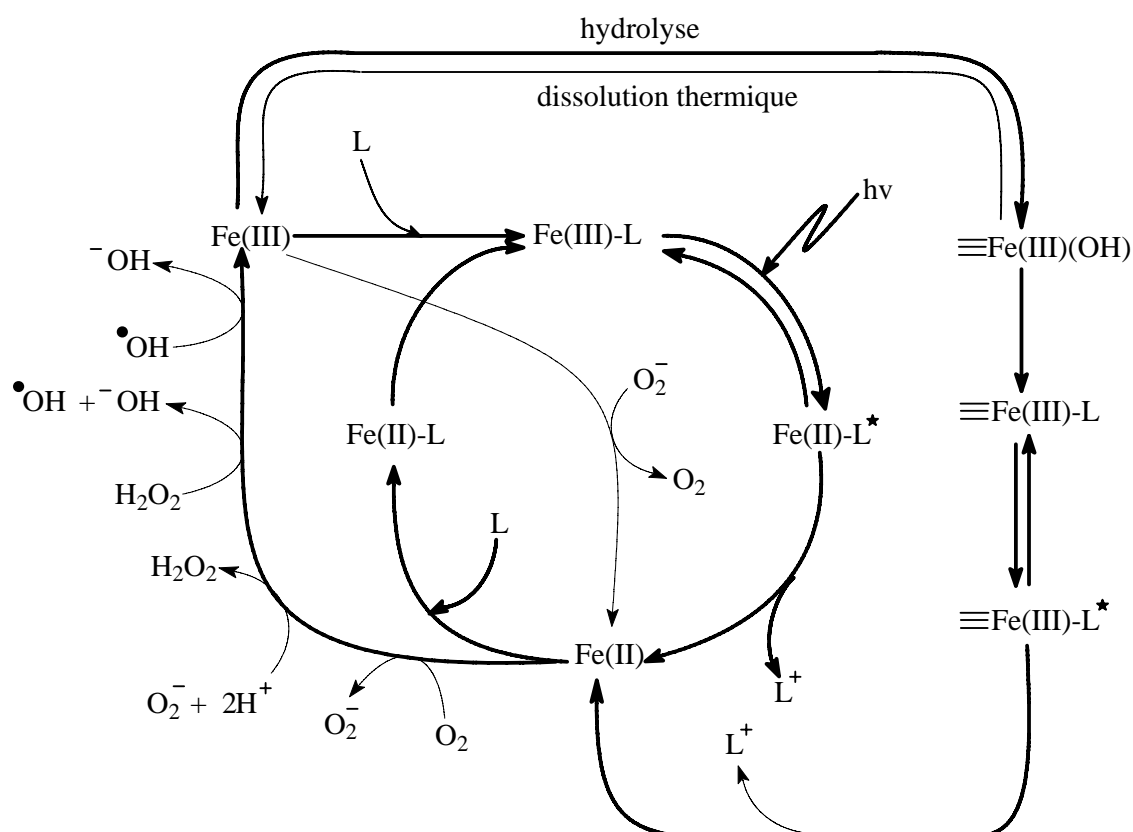 hydrolyse
dissolution thermique
L
hν
Fe(III)
Fe(III)-L
≡Fe(III)(OH)
⁻OH
•OH
O₂⁻
•OH + ⁻OH
≡Fe(III)-L
Fe(II)-L
Fe(II)-L★
O₂
H₂O₂
L
H₂O₂
≡Fe(III)-L★
Fe(II)
L⁺
O₂⁻ + 2H⁺
O₂⁻
O₂
L⁺